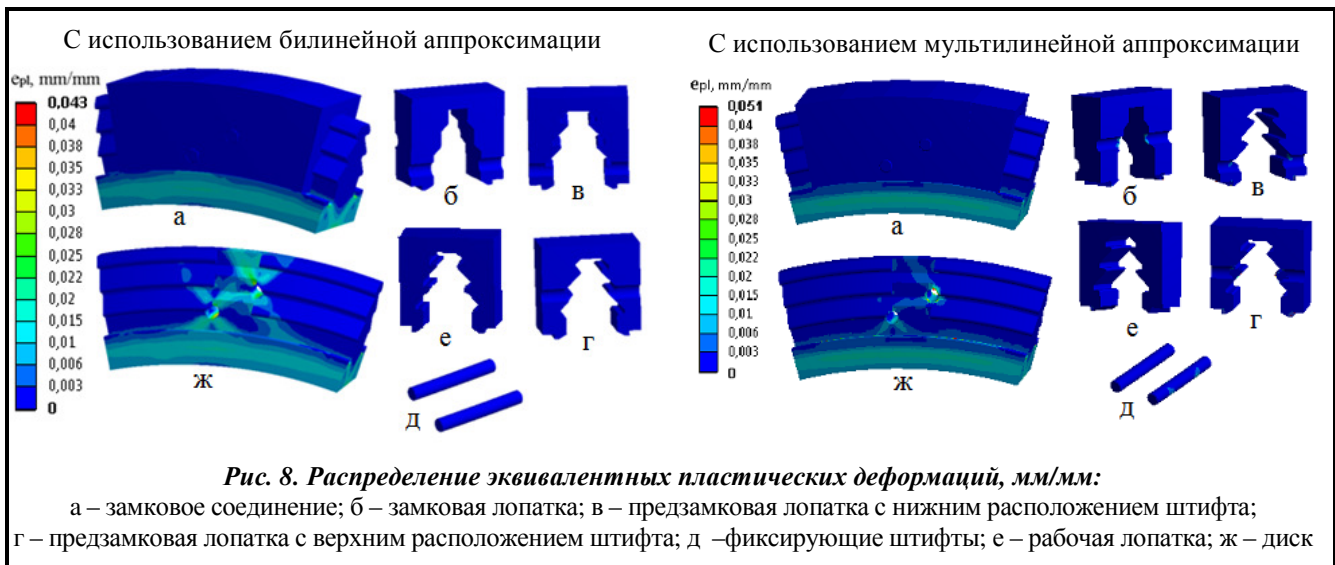 С использованием билинейной аппроксимации
epl, mm/mm
0,043
0,04
0,038
0,035
0,033
0,03
0,028
0,025
0,022
0,02
0,015
0,01
0,006
0,003
0
а
б
в
е
г
ж
д
С использованием мультилинейной аппроксимации
epl, mm/mm
0,051
0,04
0,038
0,035
0,033
0,03
0,028
0,025
0,022
0,02
0,015
0,01
0,006
0,003
0
а
б
в
е
г
ж
д
Рис. 8. Распределение эквивалентных пластических деформаций, мм/мм:
а – замковое соединение; б – замковая лопатка; в – предзамковая лопатка с нижним расположением штифта;
г – предзамковая лопатка с верхним расположением штифта; д –фиксирующие штифты; е – рабочая лопатка; ж – диск